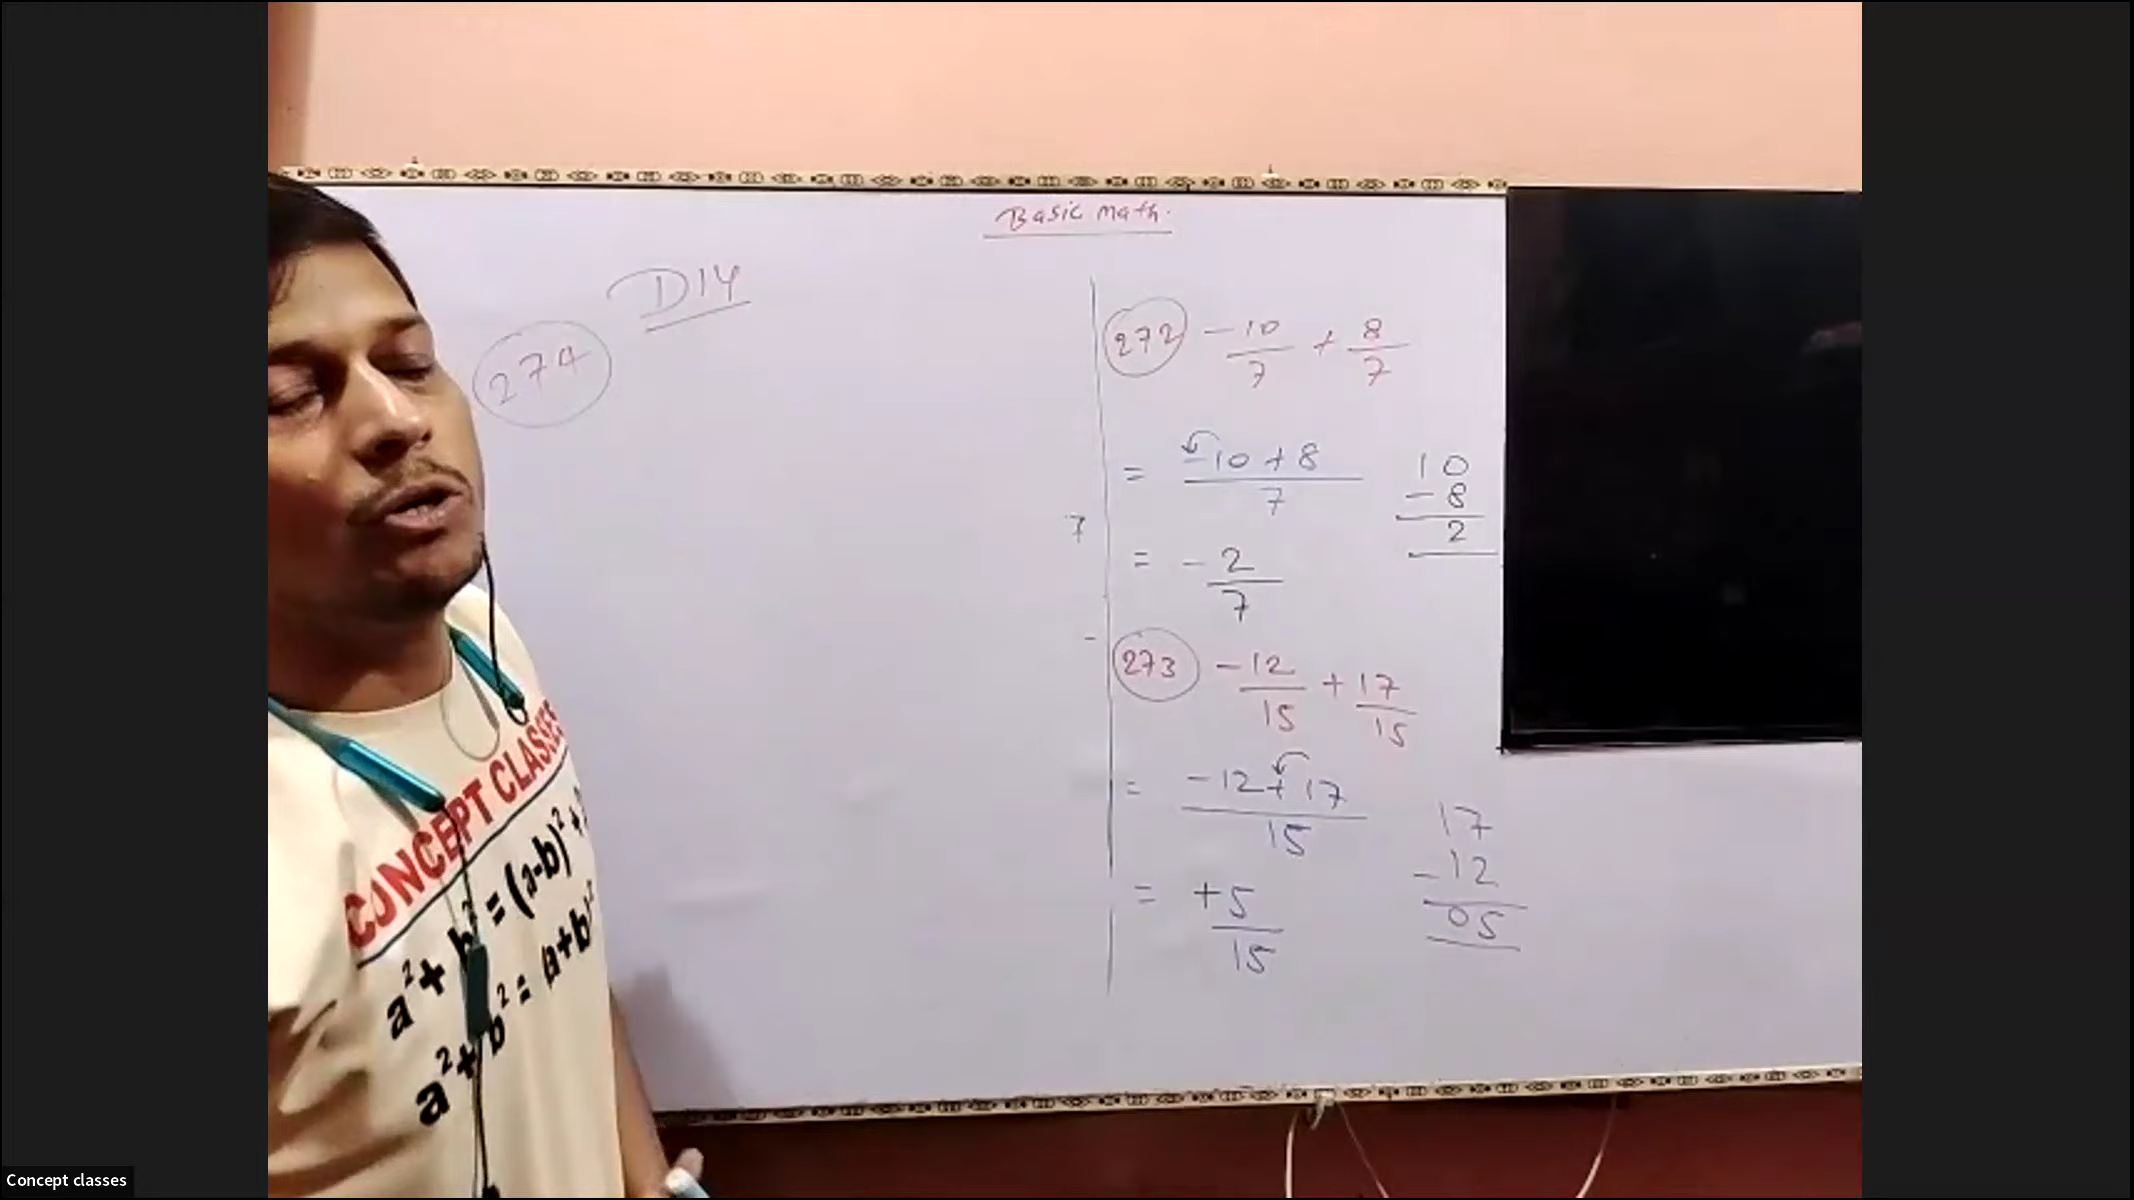 Basic math.
D14
274
272 -10/7 + 8/7
= -10+8/7
10
-8
2
7
= -2/7
-
273 -12/15 + 17/15
= -12+17/15
17
-12
05
= +5/15
CONCEPT CLASSES
a²+b² = (a-b)²+
a²+b² = (a+b)²
Concept classes